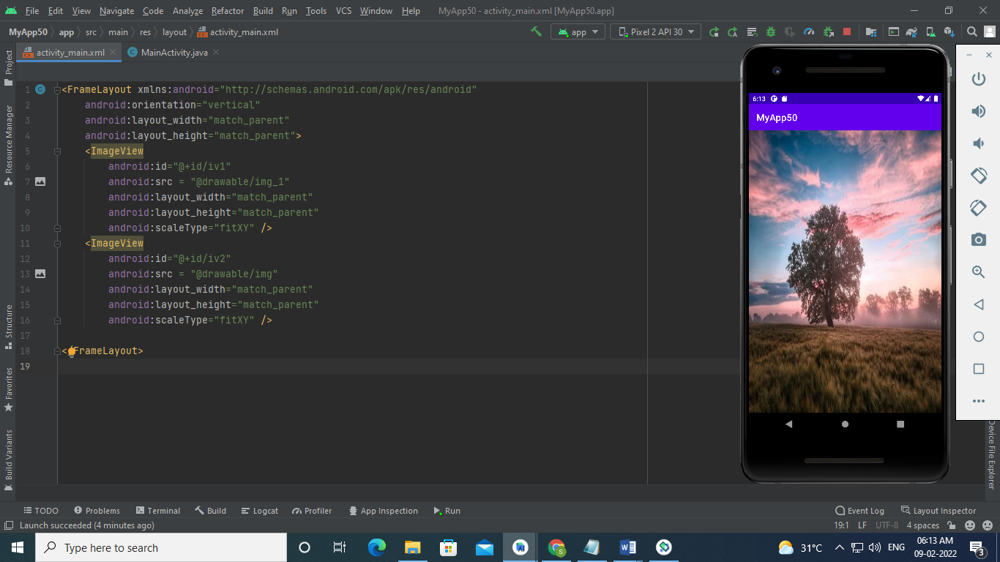 File Edit View Navigate Code Analyze Refactor Build Run Tools VCS Window Help MyApp50 - activity_main.xml [MyApp50.app]
MyApp50 app src main res layout activity_main.xml app Pixel 2 API 30
activity_main.xml MainActivity.java
1 <FrameLayout xmlns:android="http://schemas.android.com/apk/res/android"
2 android:orientation="vertical"
3 android:layout_width="match_parent"
4 android:layout_height="match_parent">
5 <ImageView
6 android:id="@+id/iv1"
7 android:src = "@drawable/img_1"
8 android:layout_width="match_parent"
9 android:layout_height="match_parent"
10 android:scaleType="fitXY" />
11 <ImageView
12 android:id="@+id/iv2"
13 android:src = "@drawable/img"
14 android:layout_width="match_parent"
15 android:layout_height="match_parent"
16 android:scaleType="fitXY" />
17
18 </FrameLayout>
19
Project
Resource Manager
Structure
Favorites
Build Variants
6:13
MyApp50
Device File Explorer
TODO Problems Terminal Build Logcat Profiler App Inspection Run Event Log Layout Inspector
Launch succeeded (4 minutes ago) 19:1 LF UTF-8 4 spaces
Type here to search 31°C ENG 06:13 AM
09-02-2022 3